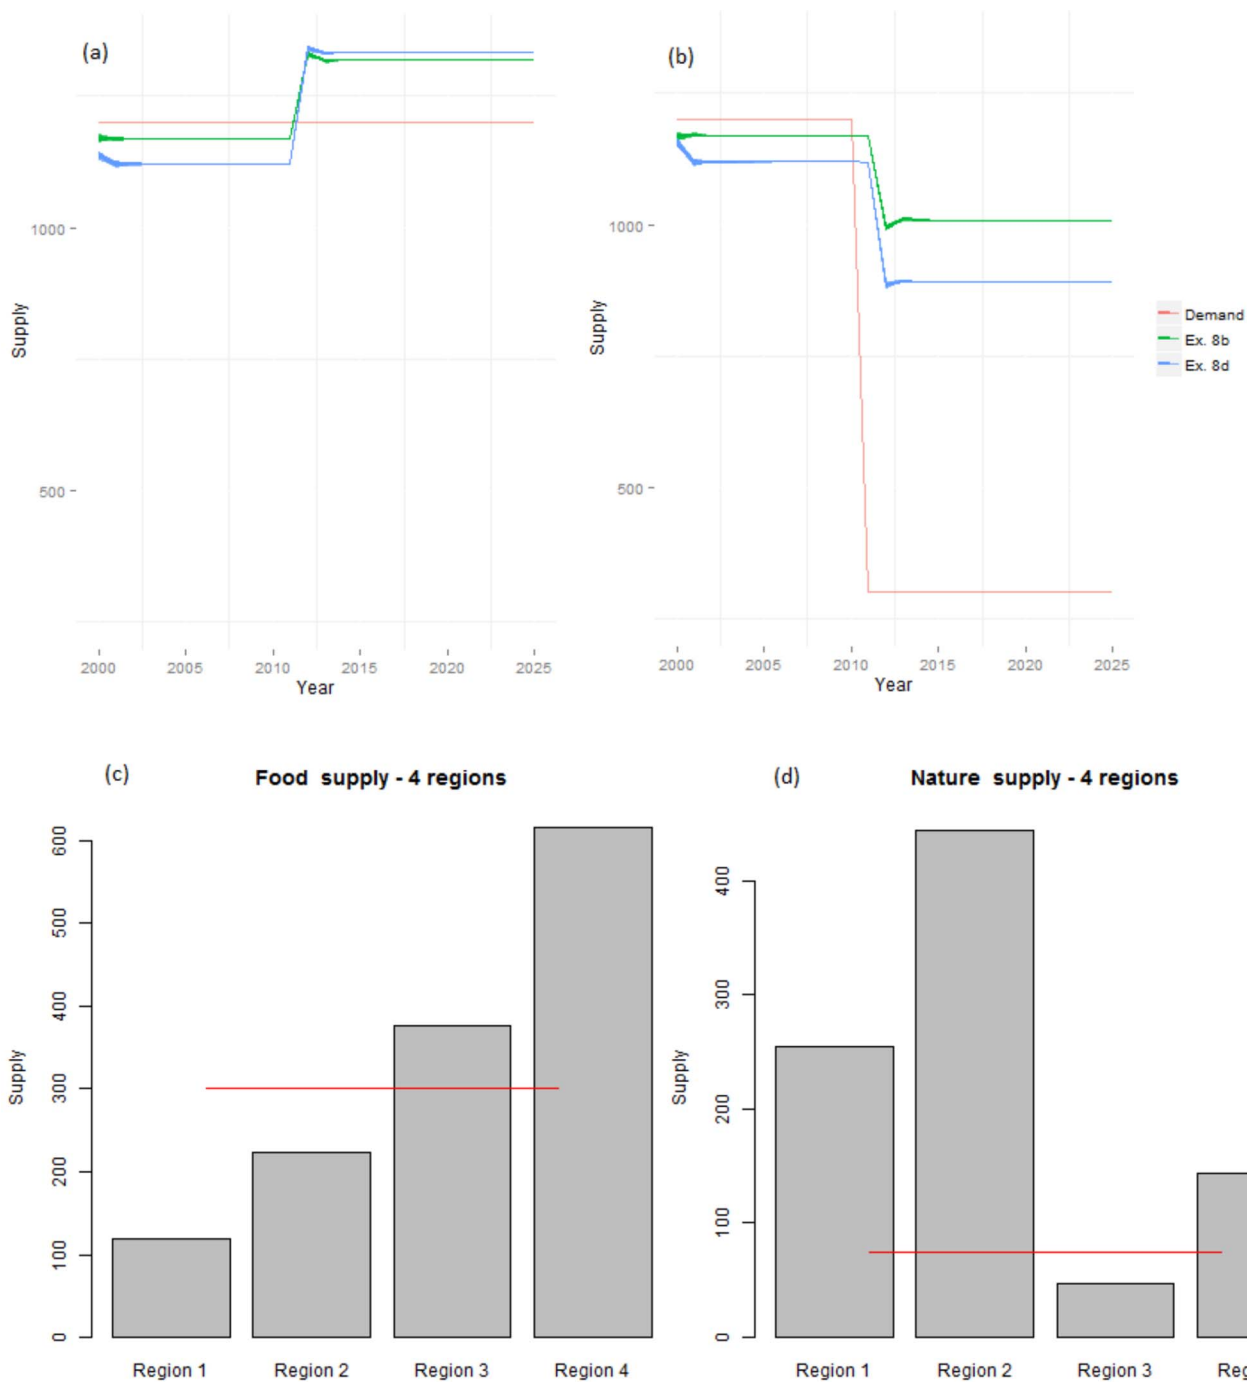 (a)
(b)
1000
500
Supply
2000 2005 2010 2015 2020 2025
Year
1000
500
Supply
2000 2005 2010 2015 2020 2025
Year
Demand
Ex. 8b
Ex. 8d
(c)
Food supply - 4 regions
600
500
400
300
200
100
0
Supply
Region 1 Region 2 Region 3 Region 4
(d)
Nature supply - 4 regions
400
300
200
100
0
Supply
Region 1 Region 2 Region 3 Reg